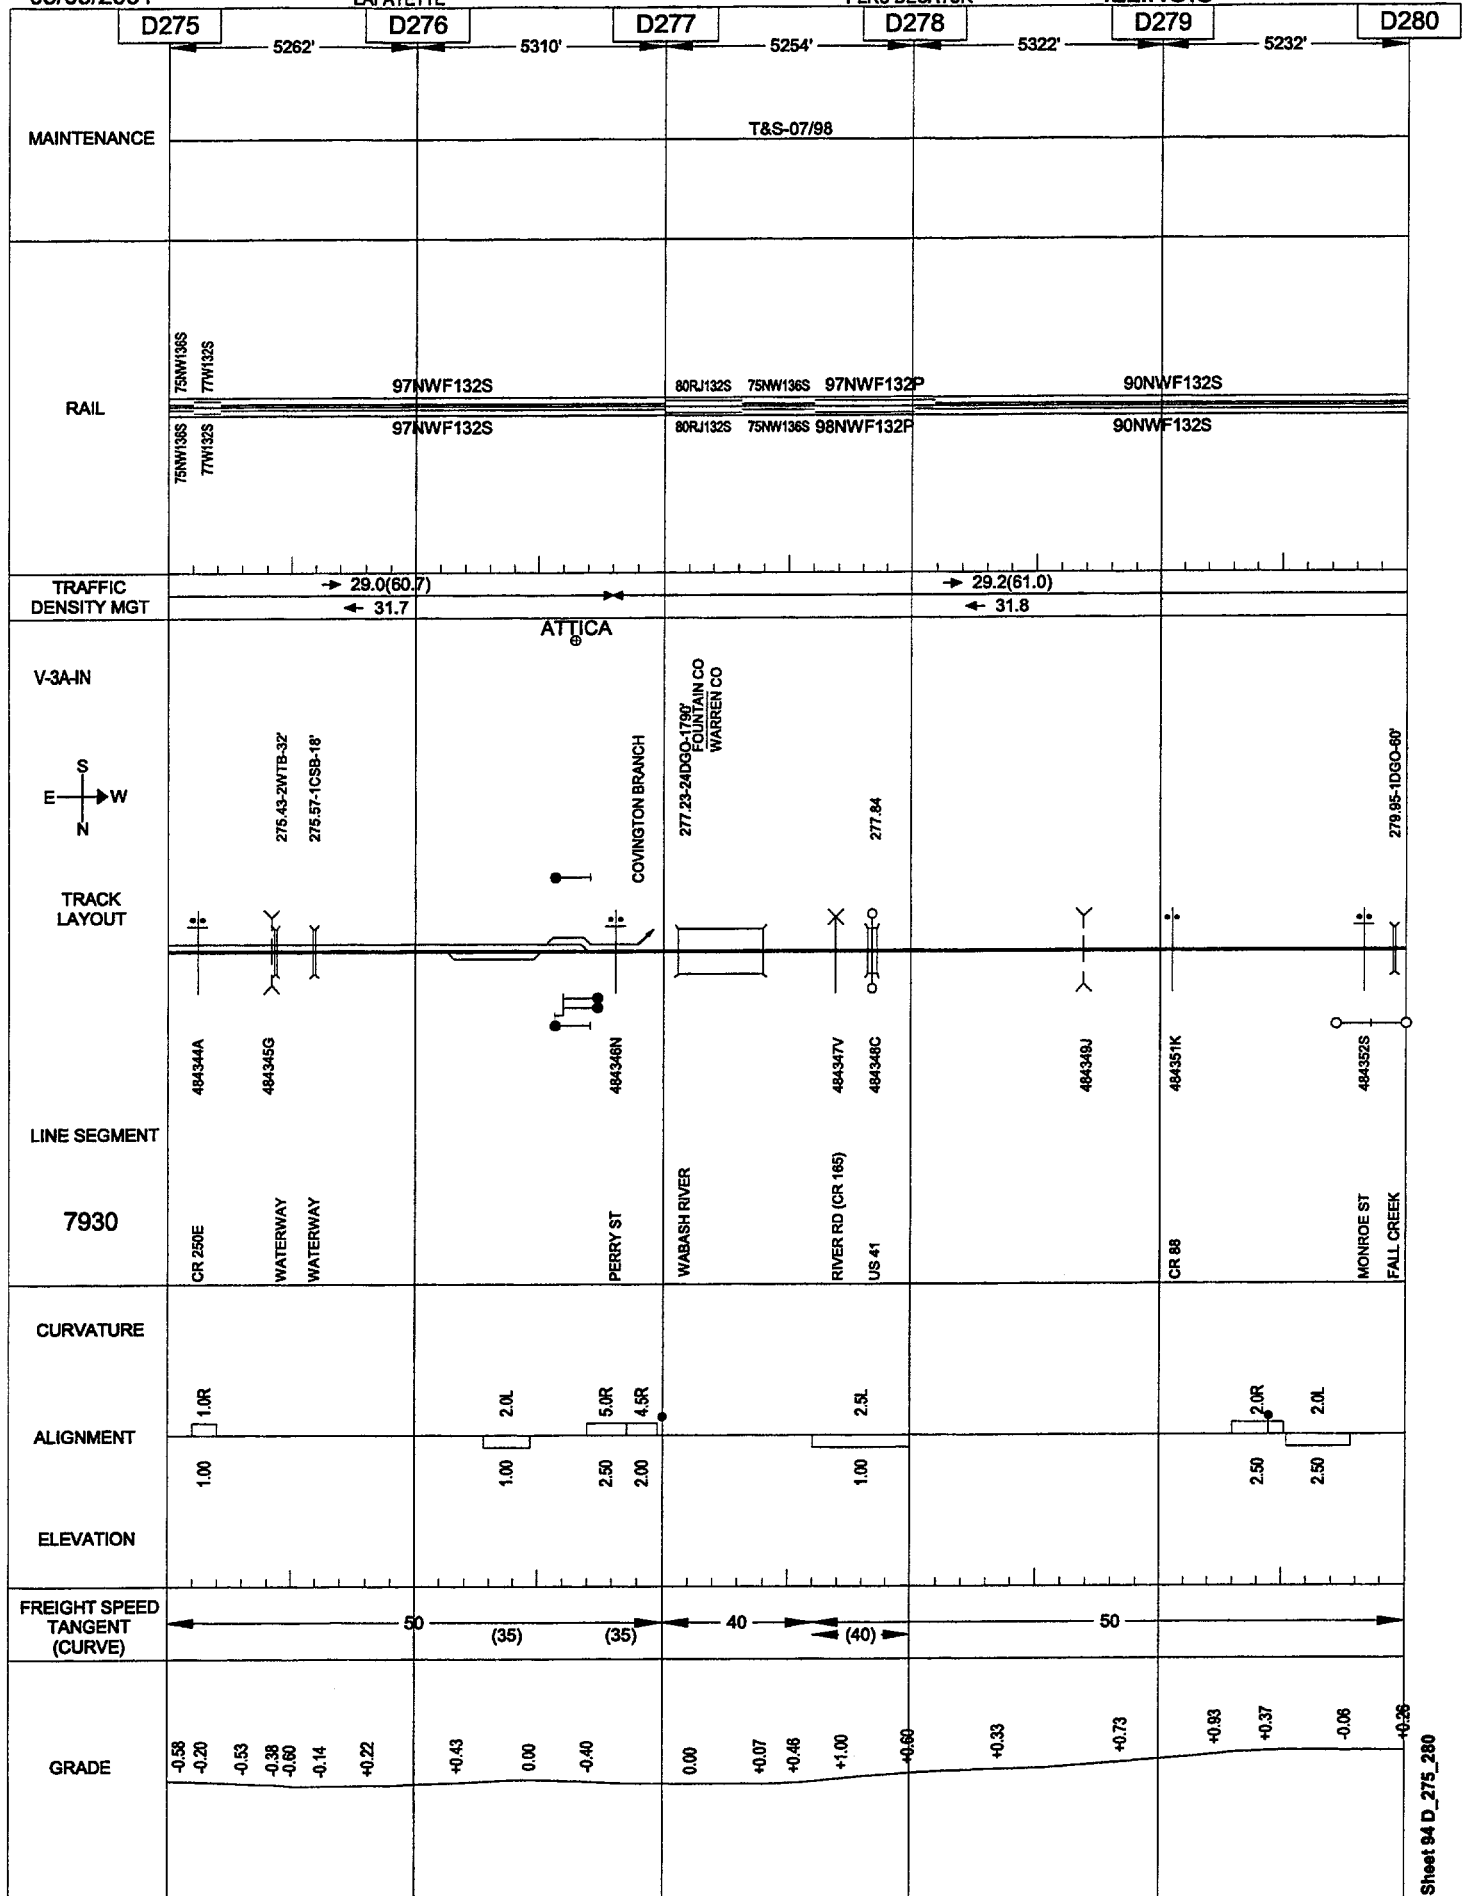 LAFAYETTE
D275
D276
D277
D278
D279
D280
5262'
5310'
5254'
5322'
5232'
MAINTENANCE
T&S-07/98
RAIL
75NW136S
77W132S
97NWF132S
80RJ132S
75NW136S
97NWF132P
90NWF132S
75NW136S
77W132S
97NWF132S
80RJ132S
75NW136S
98NWF132P
90NWF132S
TRAFFIC
DENSITY MGT
29.0(60.7)
31.7
29.2(61.0)
31.8
ATTICA
V-3A-IN
S
E
W
N
275.43-2WTB-32'
275.57-1CSB-18'
COVINGTON BRANCH
277.23-24DGO-1790'
FOUNTAIN CO
WARREN CO
277.84
279.95-1DGO-60'
TRACK
LAYOUT
484344A
484345G
484346N
484347V
484348C
484349J
484351K
484352S
LINE SEGMENT
7930
CR 250E
WATERWAY
WATERWAY
PERRY ST
WABASH RIVER
RIVER RD (CR 165)
US 41
CR 88
MONROE ST
FALL CREEK
CURVATURE
1.0R
2.0L
5.0R
4.5R
2.5L
2.0R
2.0L
ALIGNMENT
1.00
1.00
2.50
2.00
1.00
2.50
2.50
ELEVATION
FREIGHT SPEED
TANGENT
(CURVE)
50
(35)
(35)
40
(40)
50
GRADE
-0.58
-0.20
-0.53
-0.38
-0.60
-0.14
+0.22
+0.43
0.00
-0.40
0.00
+0.07
+0.46
+1.00
+0.60
+0.33
+0.73
+0.93
+0.37
-0.06
+0.26
Sheet 94 D_275_280